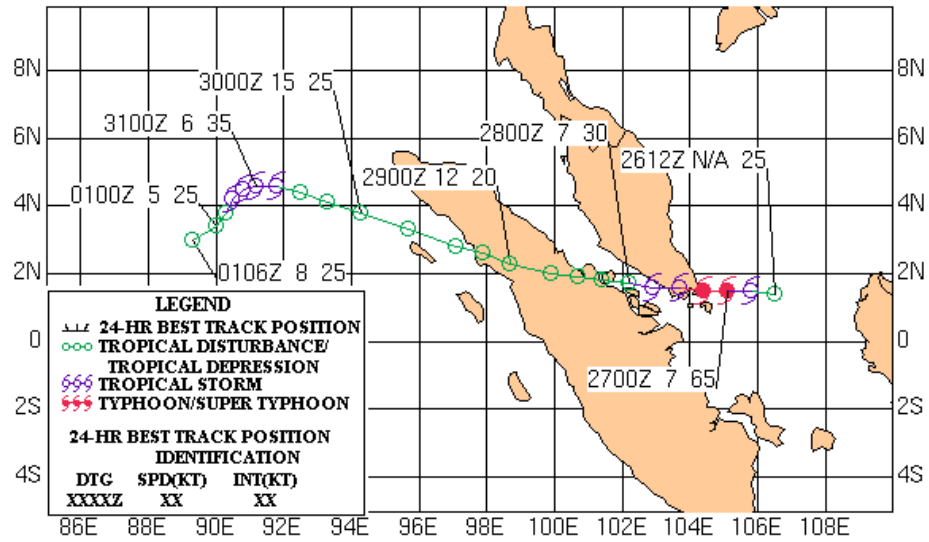 8N 8N
3000Z 15 25
3100Z 6 35
2800Z 7 30
6N 6N
2612Z N/A 25
2900Z 12 20
0100Z 5 25
4N 4N
0106Z 8 25
2N 2N
LEGEND
24-HR BEST TRACK POSITION
TROPICAL DISTURBANCE/
TROPICAL DEPRESSION
TROPICAL STORM
TYPHOON/SUPER TYPHOON
24-HR BEST TRACK POSITION
IDENTIFICATION
DTG SPD(KT) INT(KT)
XXXXZ XX XX
0 0
2700Z 7 65
2S 2S
4S 4S
86E 90E 92E 94E 96E 98E 100E 102E 104E 106E 108E